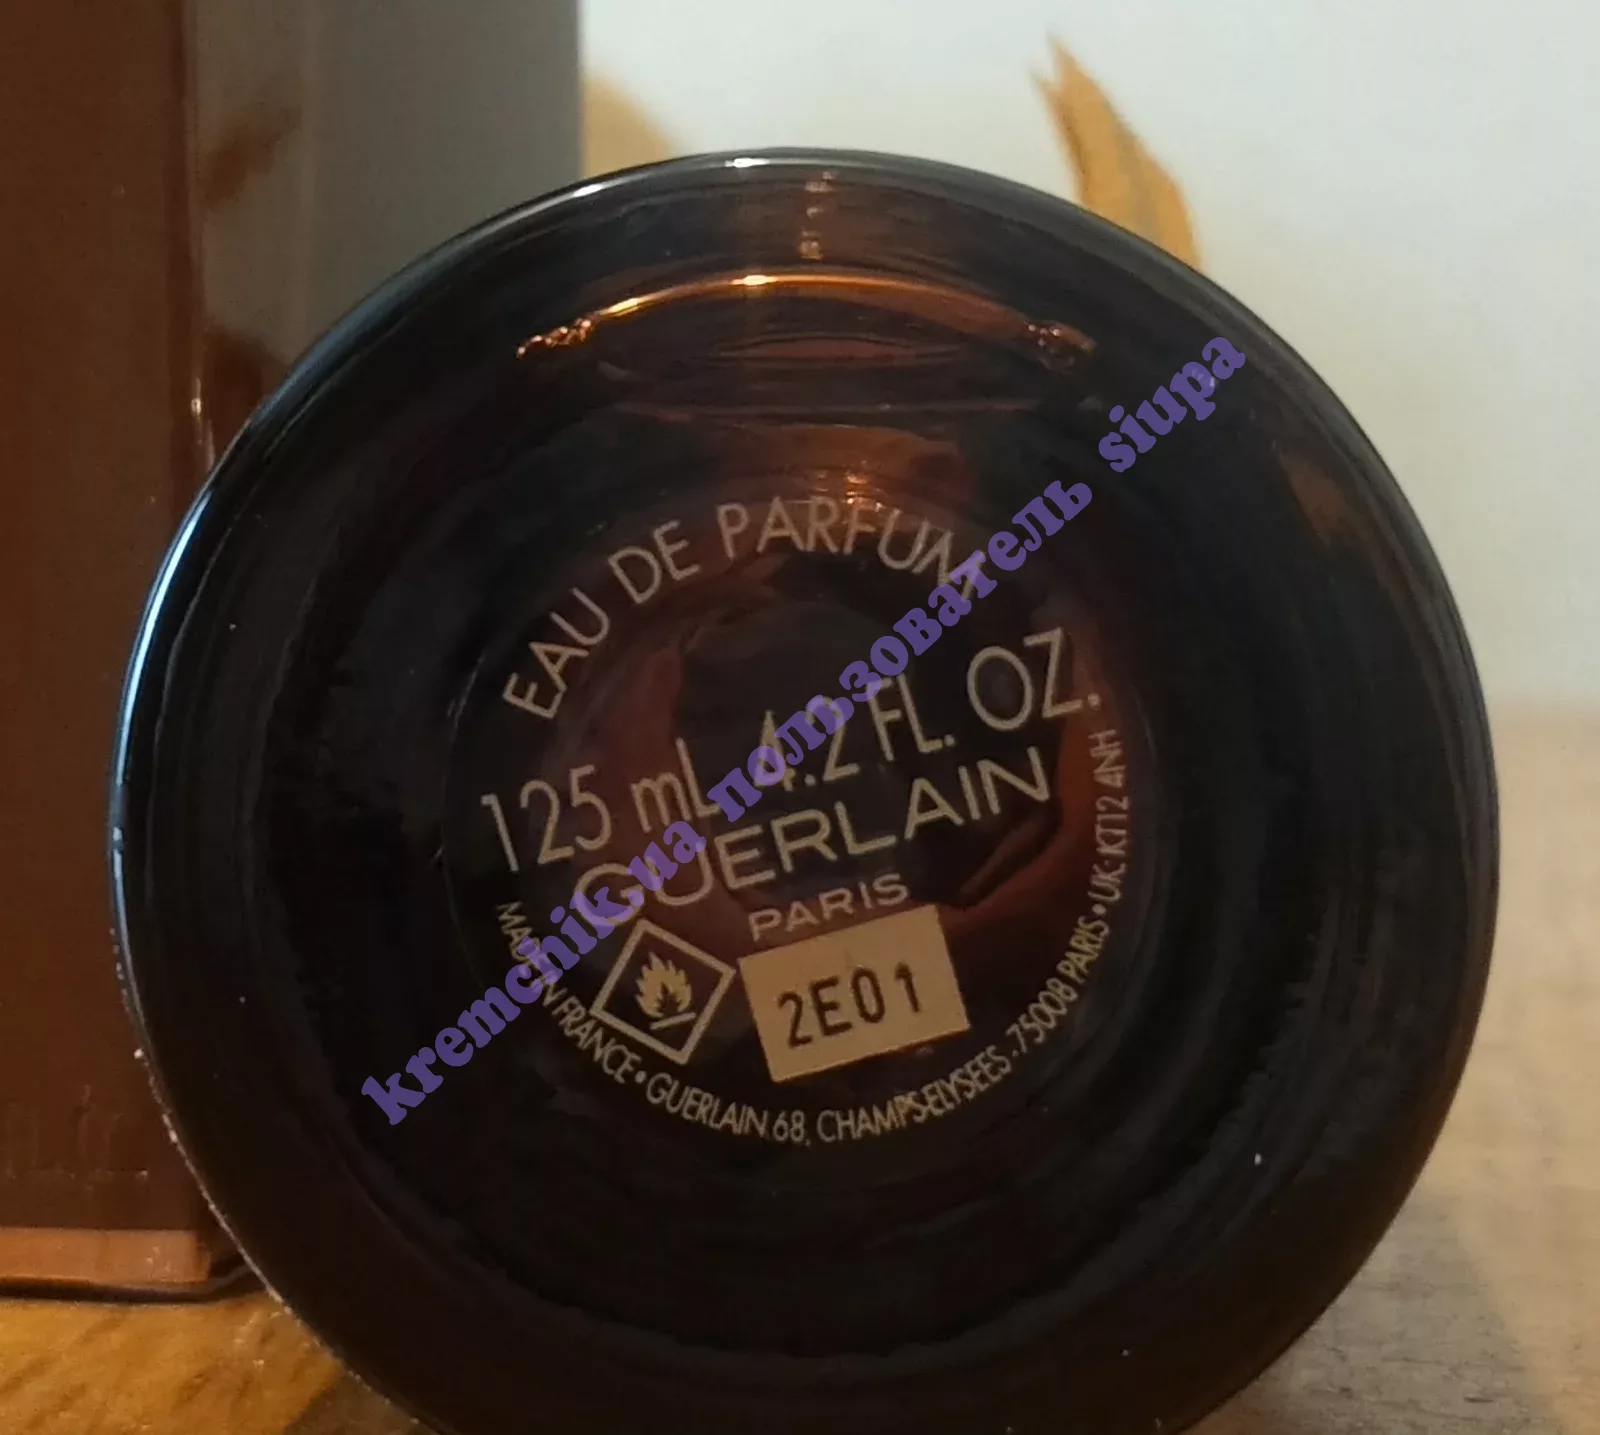 EAU DE PARFUM
125 mL 4.2 FL. OZ.
GUERLAIN
PARIS
2E01
MADE IN FRANCE • GUERLAIN 68, CHAMPS-ELYSEES . 75008 PARIS • UK: KT12 4NH
kremchik.ua пользователь siupa